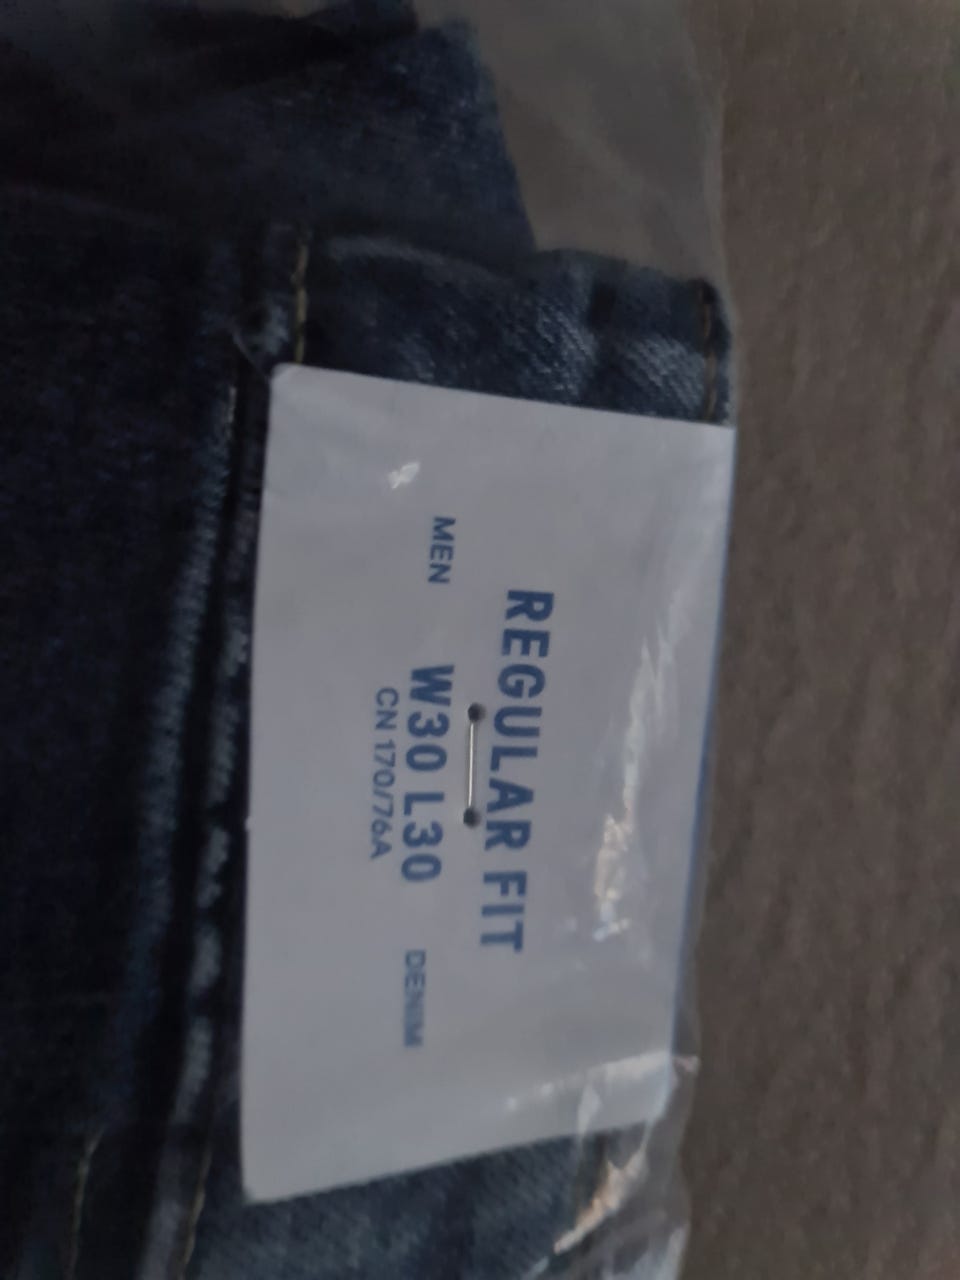 REGULAR FIT
MEN W30 L30 DENIM
CN 170/76A